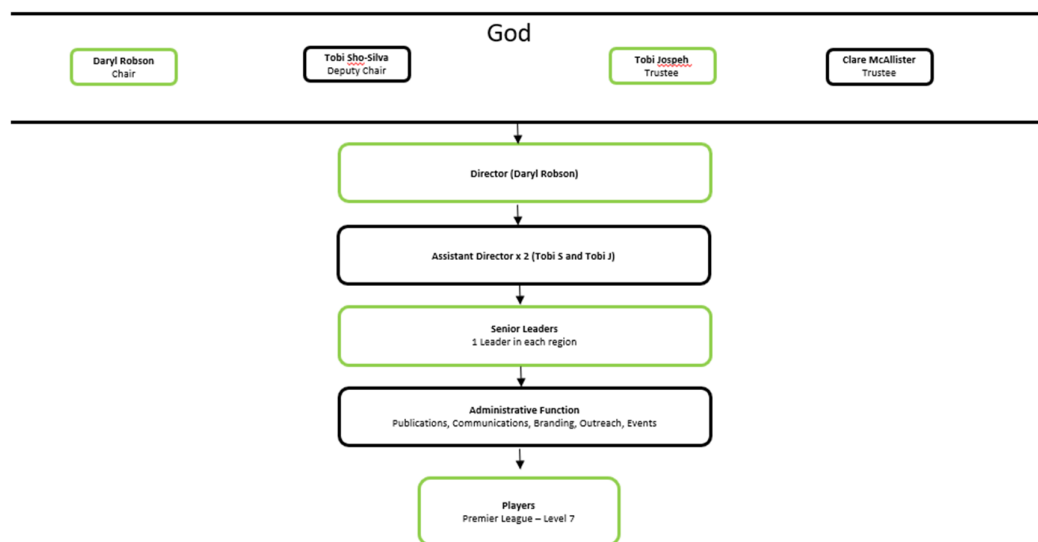 God
Daryl Robson
Chair
Tobi Sho-Silva
Deputy Chair
Tobi Jospeh
Trustee
Clare McAllister
Trustee
Director (Daryl Robson)
Assistant Director x 2 (Tobi S and Tobi J)
Senior Leaders
1 Leader in each region
Administrative Function
Publications, Communications, Branding, Outreach, Events
Players
Premier League – Level 7